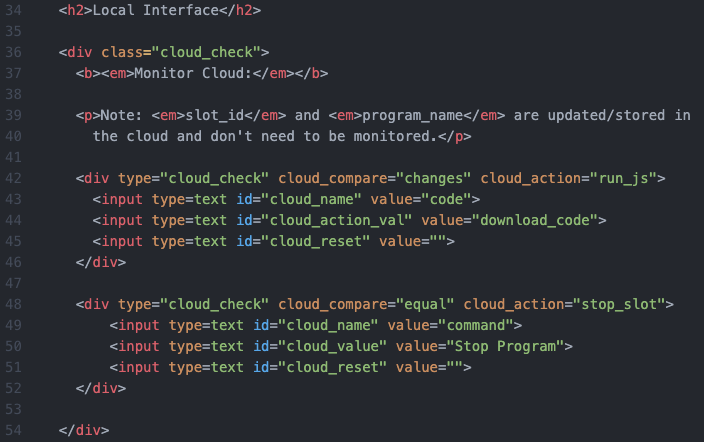 34 <h2>Local Interface</h2>
35
36 <div class="cloud_check">
37 <b><em>Monitor Cloud:</em></b>
38
39 <p>Note: <em>slot_id</em> and <em>program_name</em> are updated/stored in
40 the cloud and don't need to be monitored.</p>
41
42 <div type="cloud_check" cloud_compare="changes" cloud_action="run_js">
43 <input type=text id="cloud_name" value="code">
44 <input type=text id="cloud_action_val" value="download_code">
45 <input type=text id="cloud_reset" value="">
46 </div>
47
48 <div type="cloud_check" cloud_compare="equal" cloud_action="stop_slot">
49 <input type=text id="cloud_name" value="command">
50 <input type=text id="cloud_value" value="Stop Program">
51 <input type=text id="cloud_reset" value="">
52 </div>
53
54 </div>